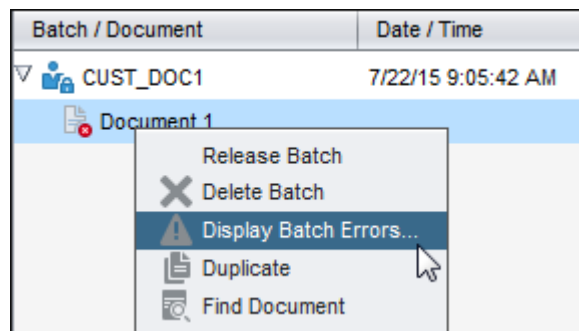 Batch / Document Date / Time
CUST_DOC1 7/22/15 9:05:42 AM
Document 1
Release Batch
Delete Batch
Display Batch Errors...
Duplicate
Find Document